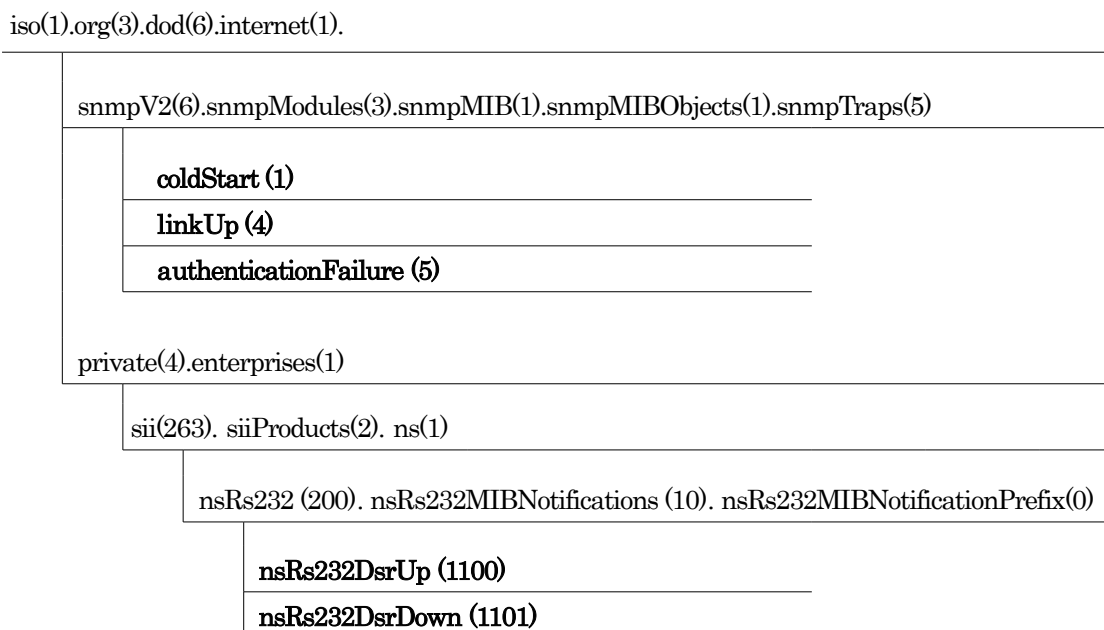 iso(1).org(3).dod(6).internet(1).
snmpV2(6).snmpModules(3).snmpMIB(1).snmpMIBObjects(1).snmpTraps(5)
coldStart (1)
linkUp (4)
authenticationFailure (5)
private(4).enterprises(1)
sii(263). siiProducts(2). ns(1)
nsRs232 (200). nsRs232MIBNotifications (10). nsRs232MIBNotificationPrefix(0)
nsRs232DsrUp (1100)
nsRs232DsrDown (1101)